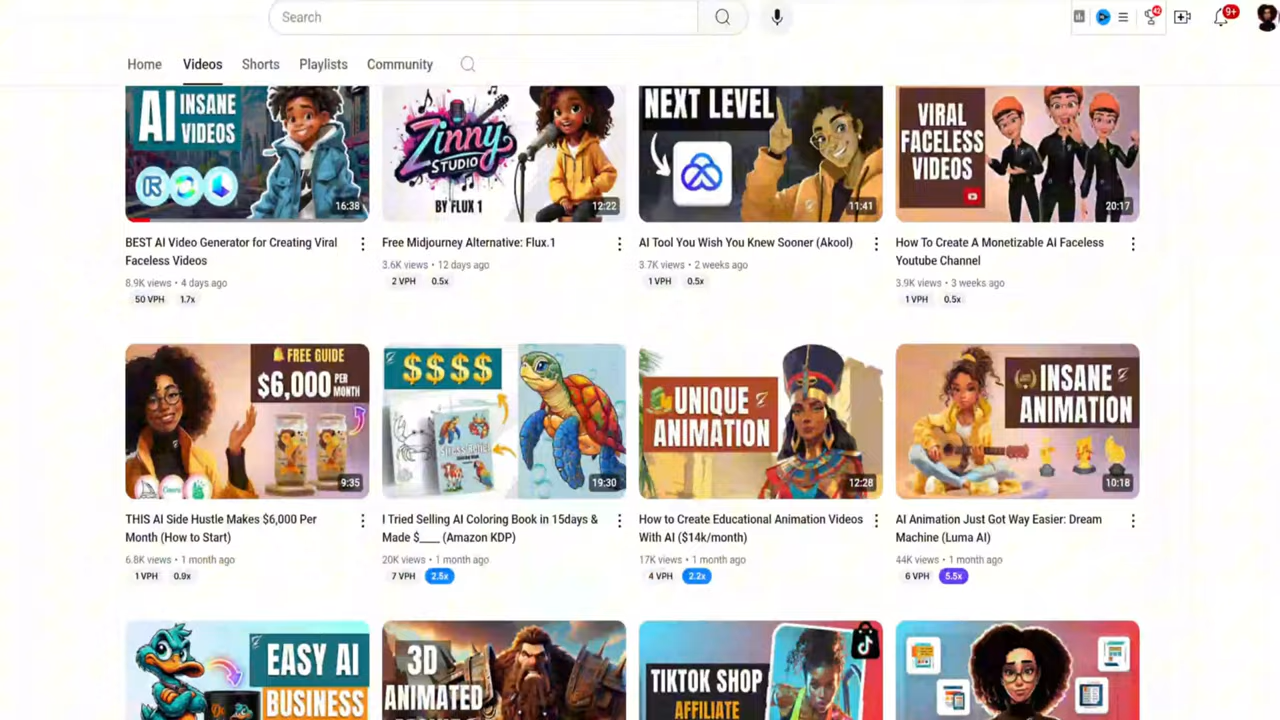 Search
9+
Home Videos Shorts Playlists Community
AI INSANE
VIDEOS
16:38
Zinny
STUDIO
BY FLUX 1
12:22
NEXT LEVEL
11:41
VIRAL
FACELESS
VIDEOS
20:17
BEST AI Video Generator for Creating Viral
Faceless Videos
8.9K views • 4 days ago
50 VPH 1.7x
Free Midjourney Alternative: Flux.1
3.6K views • 12 days ago
2 VPH 0.5x
AI Tool You Wish You Knew Sooner (Akool)
3.7K views • 2 weeks ago
1 VPH 0.5x
How To Create A Monetizable AI Faceless
Youtube Channel
3.9K views • 3 weeks ago
1 VPH 0.5x
FREE GUIDE
$6,000 PER
MONTH
Canva
9:35
$$$$
Stress Relief
19:30
UNIQUE
ANIMATION
12:28
INSANE
ANIMATION
10:18
THIS AI Side Hustle Makes $6,000 Per
Month (How to Start)
6.8K views • 1 month ago
1 VPH 0.9x
I Tried Selling AI Coloring Book in 15days &
Made $____ (Amazon KDP)
20K views • 1 month ago
7 VPH 2.5x
How to Create Educational Animation Videos
With AI ($14k/month)
17K views • 1 month ago
4 VPH 2.2x
AI Animation Just Got Way Easier: Dream
Machine (Luma AI)
44K views • 1 month ago
6 VPH 5.5x
EASY AI
BUSINESS
3D
ANIMATED
TIKTOK SHOP
AFFILIATE